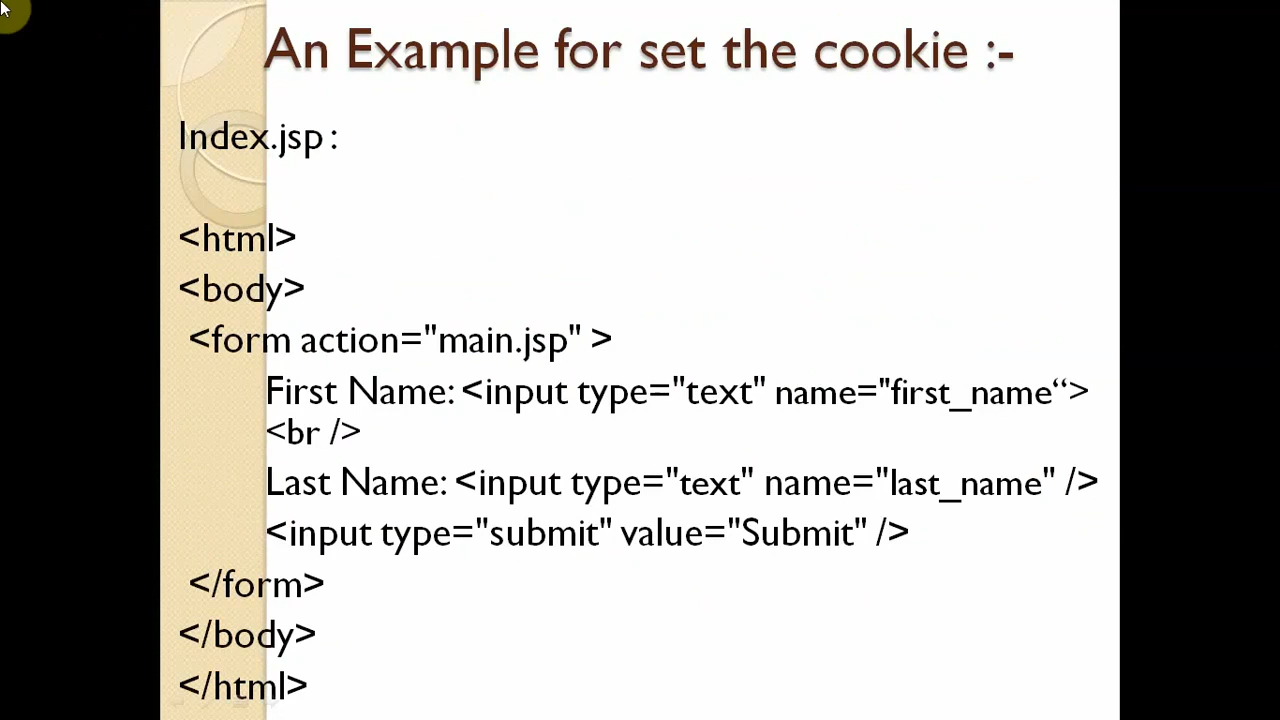 An Example for set the cookie :-
Index.jsp :
<html>
<body>
<form action="main.jsp" >
First Name: <input type="text" name="first_name“>
<br />
Last Name: <input type="text" name="last_name" />
<input type="submit" value="Submit" />
</form>
</body>
</html>